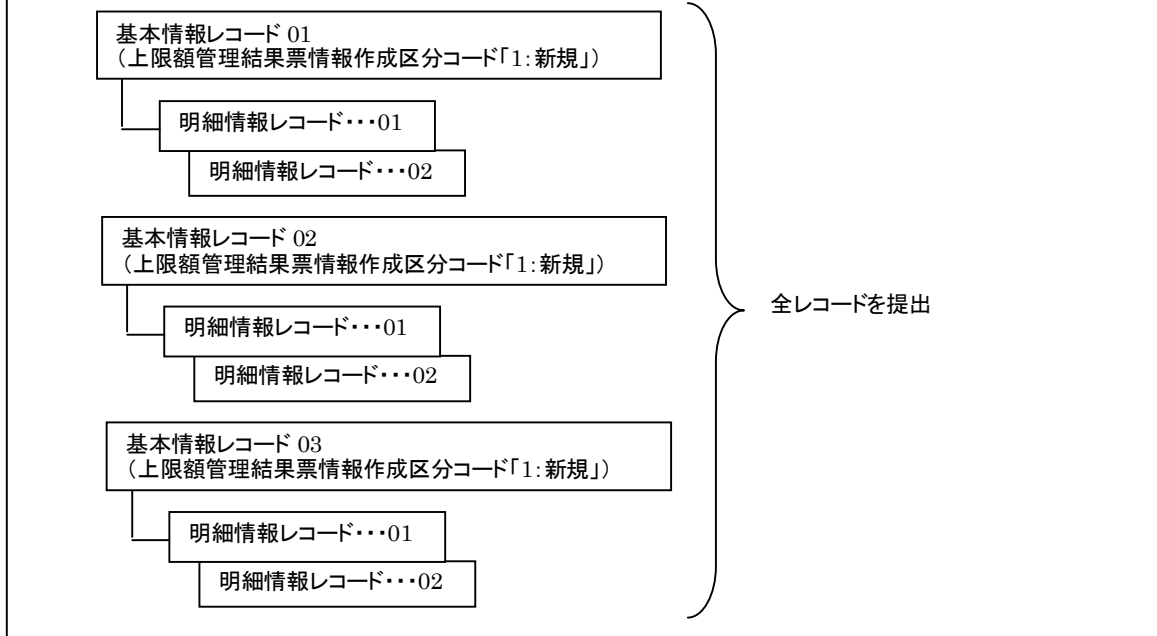 基本情報レコード 01
（上限額管理結果票情報作成区分コード「1:新規」）
明細情報レコード・・・01
明細情報レコード・・・02
基本情報レコード 02
（上限額管理結果票情報作成区分コード「1:新規」）
明細情報レコード・・・01
明細情報レコード・・・02
全レコードを提出
基本情報レコード 03
（上限額管理結果票情報作成区分コード「1:新規」）
明細情報レコード・・・01
明細情報レコード・・・02